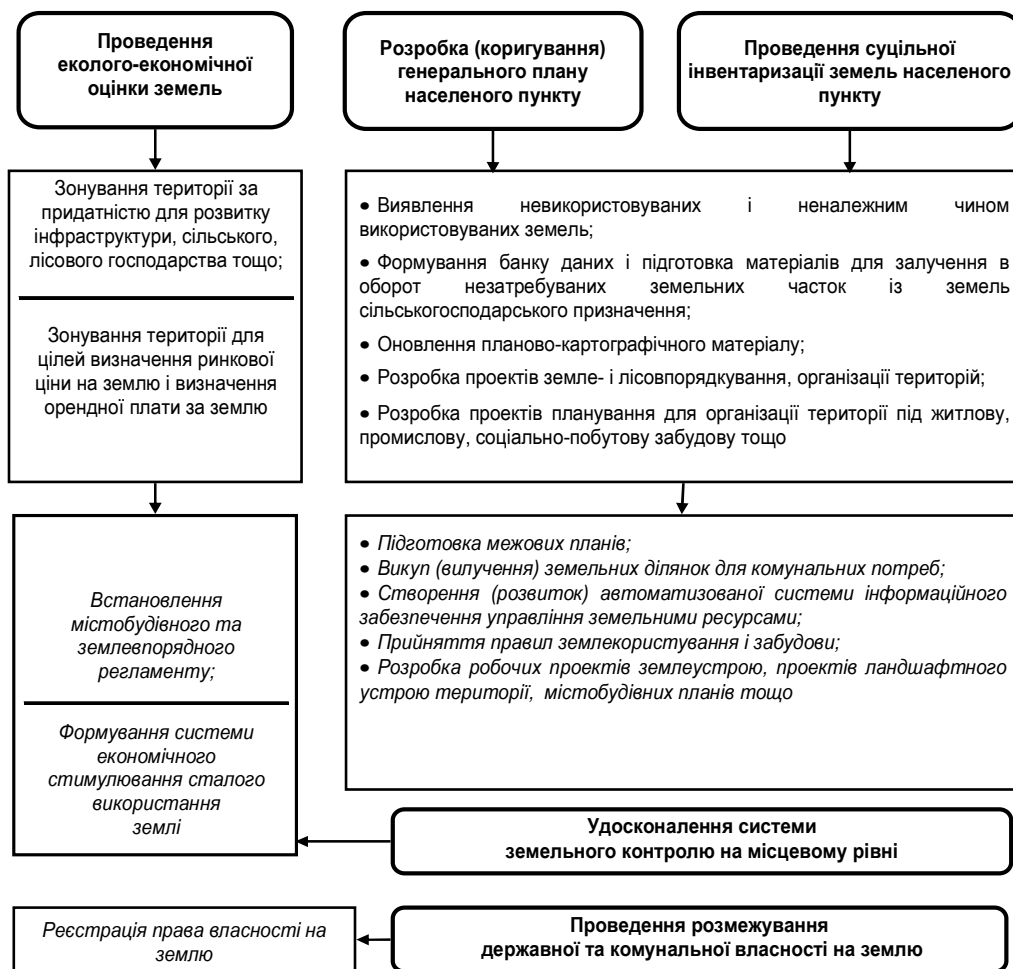 Проведення
еколого-економічної
оцінки земель
Розробка (коригування)
генерального плану
населеного пункту
Проведення суцільної
інвентаризації земель населеного
пункту
Зонування території за
придатністю для розвитку
інфраструктури, сільського,
лісового господарства тощо;
Зонування території для
цілей визначення ринкової
ціни на землю і визначення
орендної плати за землю
• Виявлення невикористовуваних і неналежним чином
використовуваних земель;
• Формування банку даних і підготовка матеріалів для залучення в
оборот незатребуваних земельних часток із земель
сільськогосподарського призначення;
• Оновлення планово-картографічного матеріалу;
• Розробка проектів земле- і лісовпорядкування, організації територій;
• Розробка проектів планування для організації території під житлову,
промислову, соціально-побутову забудову тощо
Встановлення
містобудівного та
землевпорядного
регламенту;
Формування системи
економічного
стимулювання сталого
використання
землі
• Підготовка межових планів;
• Викуп (вилучення) земельних ділянок для комунальних потреб;
• Створення (розвиток) автоматизованої системи інформаційного
забезпечення управління земельними ресурсами;
• Прийняття правил землекористування і забудови;
• Розробка робочих проектів землеустрою, проектів ландшафтного
устрою території, містобудівних планів тощо
Удосконалення системи
земельного контролю на місцевому рівні
Реєстрація права власності на
землю
Проведення розмежування
державної та комунальної власності на землю